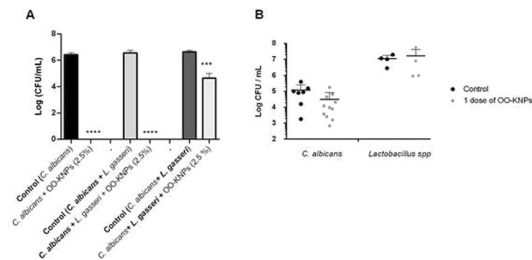 A
Log (CFU/mL)
8
6
4
2
0
****
****
***
Control (C. albicans)
C. albicans + OO-KNPs (2.5%)
-
Control (C. albicans + L. gasseri)
C. albicans + L. gasseri + OO-KNPs (2.5%)
-
Control (C. albicans + L. gasseri)
C. albicans + L. gasseri + OO-KNPs (2.5 %)
B
Log CFU / mL
8
7
6
5
4
3
2
C. albicans
Lactobacillus spp
Control
1 dose of OO-KNPs